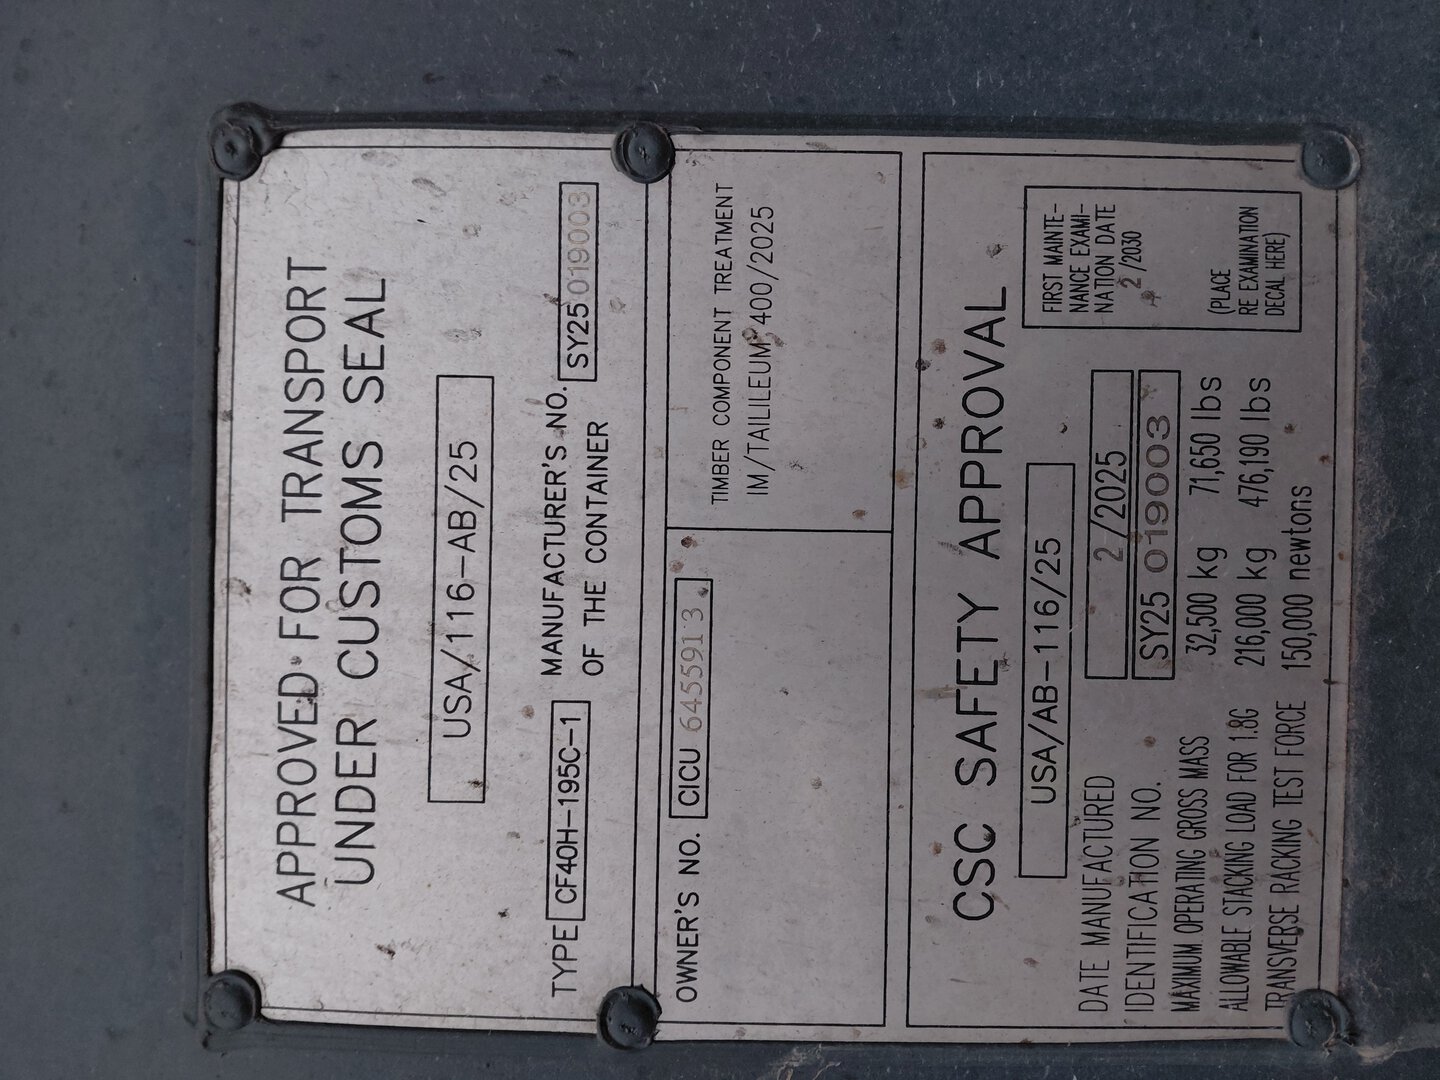 APPROVED FOR TRANSPORT
UNDER CUSTOMS SEAL
USA/116-AB/25
TYPE CF40H-195C-1 MANUFACTURER'S NO. SY25 019003
OF THE CONTAINER
OWNER'S NO. CICU 6455913
TIMBER COMPONENT TREATMENT
IM/TAILILEUM 400/2025
CSC SAFETY APPROVAL
USA/AB-116/25
DATE MANUFACTURED 2/2025
IDENTIFICATION NO. SY25 019003
MAXIMUM OPERATING GROSS MASS 32,500 kg 71,650 lbs
ALLOWABLE STACKING LOAD FOR 1.8G 216,000 kg 476,190 lbs
TRANSVERSE RACKING TEST FORCE 150,000 newtons
FIRST MAINTE-
NANCE EXAMI-
NATION DATE
2/2030
(PLACE
RE EXAMINATION
DECAL HERE)